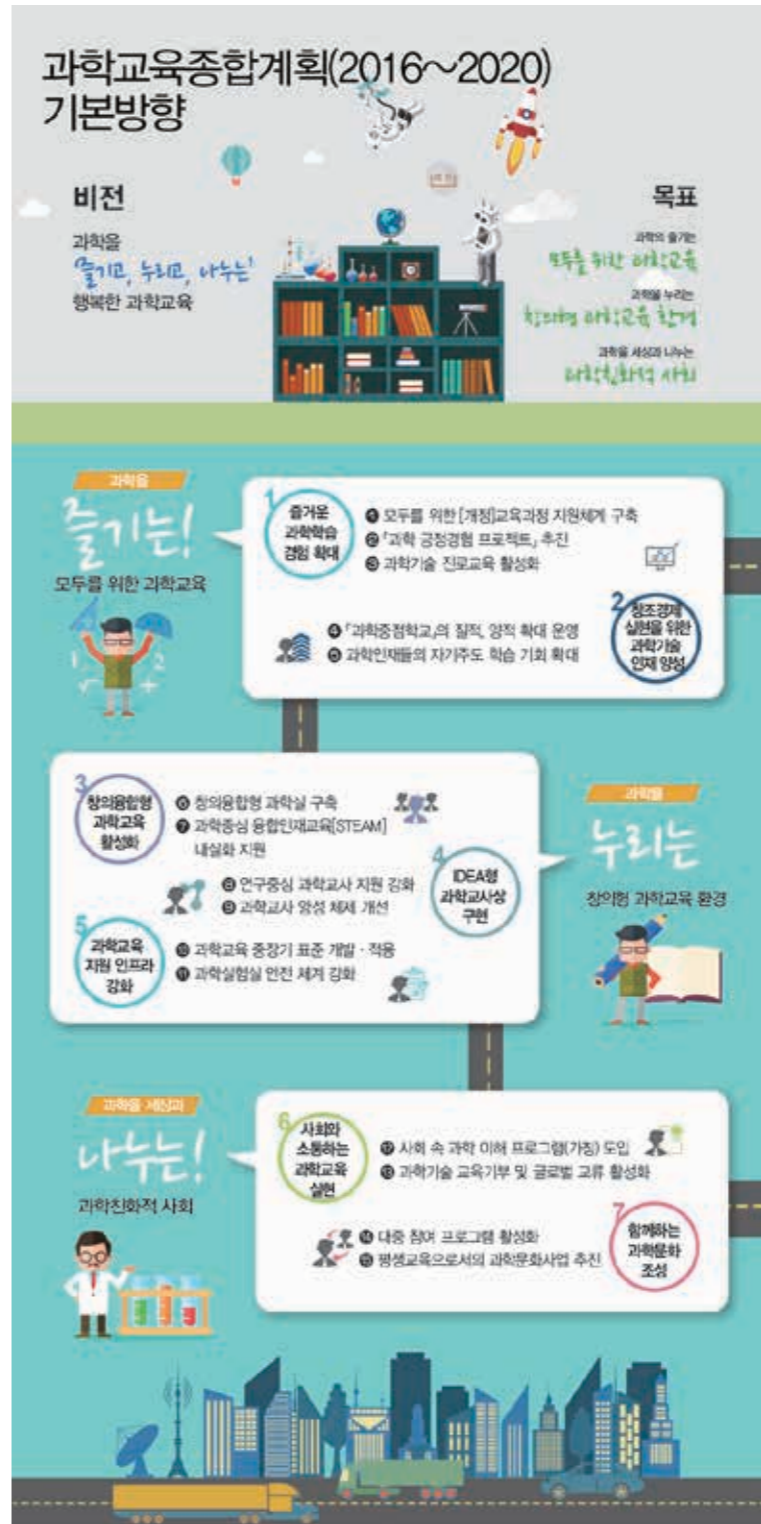 과학교육종합계획(2016~2020)
기본방향
비전
과학을
'즐기고, 누리고, 나누는'
행복한 과학교육
목표
과학의 즐기는
모두를 위한 과학교육
과학을 누리는
창의형 과학교육 환경
과학을 세상과 나누는
과학친화적 사회
과학을
즐기는!
모두를 위한 과학교육
1
즐거운
과학학습
경험 확대
❶ 모두를 위한 [개정]교육과정 지원체계 구축
❷ 「과학 긍정경험 프로젝트」 추진
❸ 과학기술 진로교육 활성화
2
창조경제
실현을 위한
과학기술
인재 양성
❹ 「과학중점학교」의 질적, 양적 확대 운영
❺ 과학인재들의 자기주도 학습 기회 확대
3
창의융합형
과학교육
활성화
❻ 창의융합형 과학실 구축
❼ 과학중심 융합인재교육[STEAM]
내실화 지원
4
IDEA형
과학교사상
구현
❽ 연구중심 과학교사 지원 강화
❾ 과학교사 양성 체제 개선
5
과학교육
지원 인프라
강화
❿ 과학교육 중장기 표준 개발·적용
⓫ 과학실험실 안전 체계 강화
과학을
누리는
창의형 과학교육 환경
과학을 세상과
나누는!
과학친화적 사회
6
사회와
소통하는
과학교육
실현
⓬ 사회 속 과학 이해 프로그램(가칭) 도입
⓭ 과학기술 교육기부 및 글로벌 교류 활성화
7
함께하는
과학문화
조성
⓮ 대중 참여 프로그램 활성화
⓯ 평생교육으로서의 과학문화사업 추진